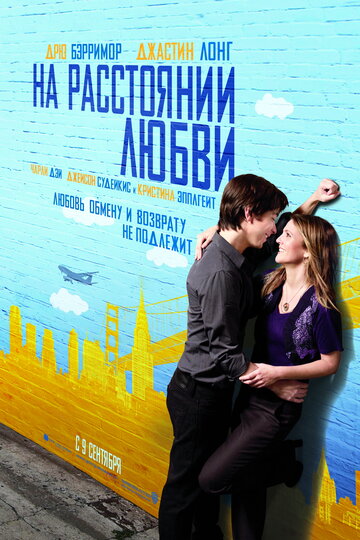 ДРЮ БЭРРИМОР ДЖАСТИН ЛОНГ
НА РАССТОЯНИИ
ЛЮБВИ
ЧАРЛИ ДЭЙ ДЖЕЙСОН СУДЕЙКИС И КРИСТИНА ЭППЛГЕЙТ
ЛЮБОВЬ ОБМЕНУ И ВОЗВРАТУ
НЕ ПОДЛЕЖИТ
С 9 СЕНТЯБРЯ